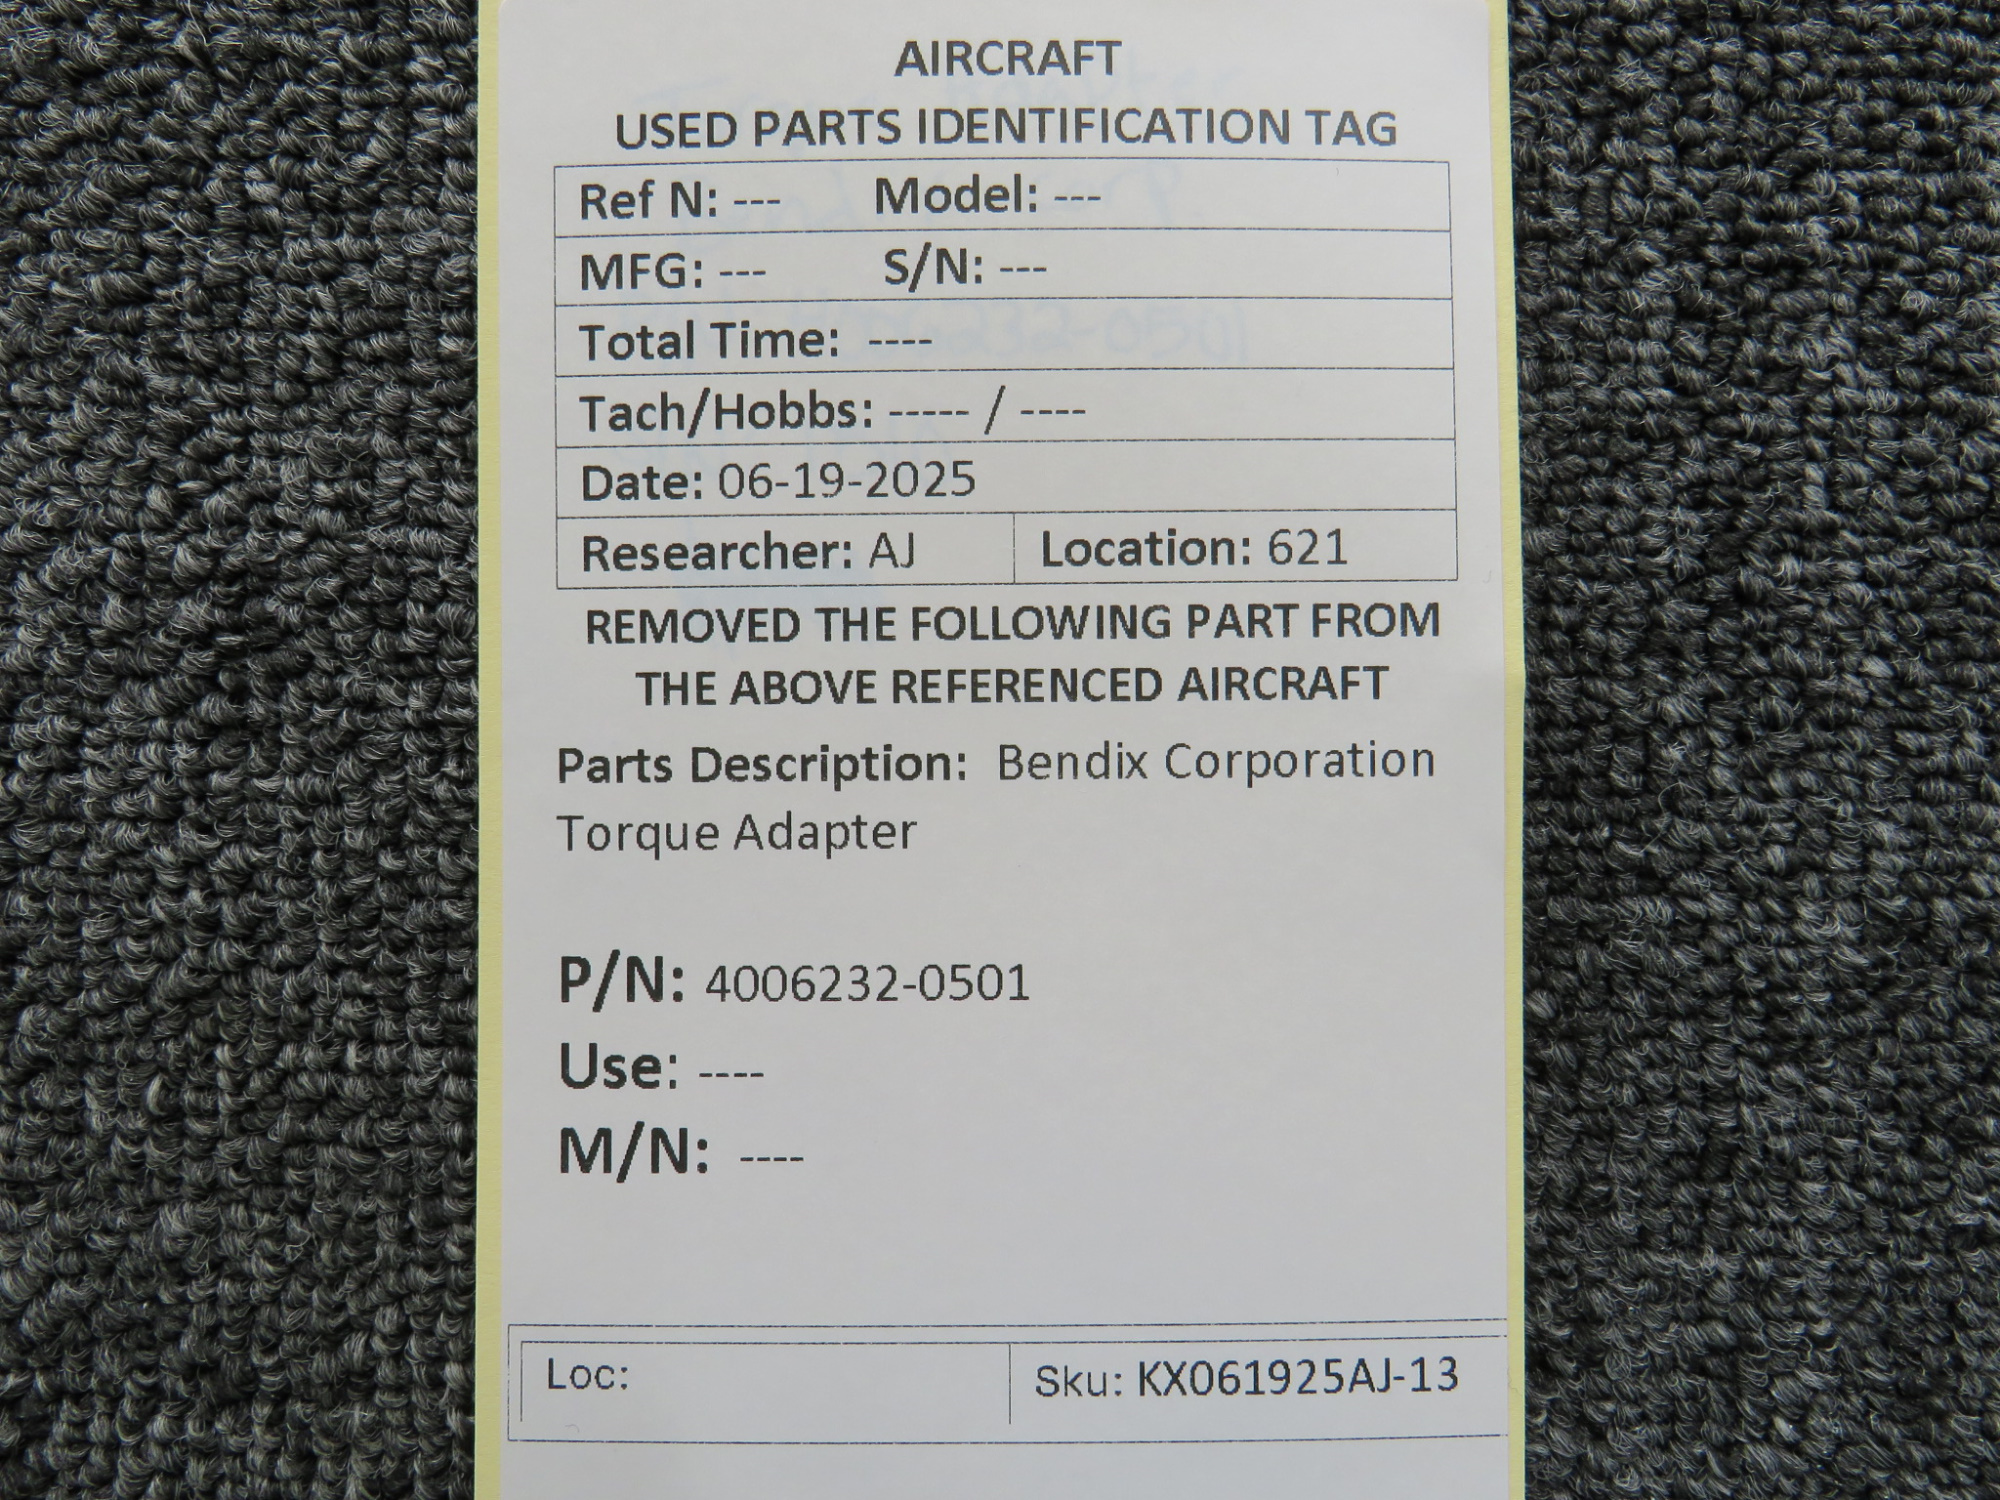 AIRCRAFT
USED PARTS IDENTIFICATION TAG
Ref N: --- Model: ---
MFG: --- S/N: ---
Total Time: ----
Tach/Hobbs: ----- / ----
Date: 06-19-2025
Researcher: AJ Location: 621
REMOVED THE FOLLOWING PART FROM
THE ABOVE REFERENCED AIRCRAFT
Parts Description: Bendix Corporation
Torque Adapter
P/N: 4006232-0501
Use: ----
M/N: ----
Loc: Sku: KX061925AJ-13